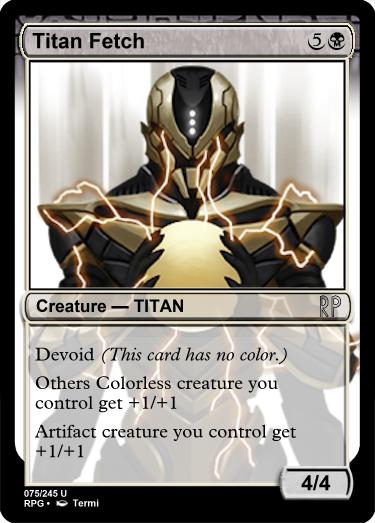 Titan Fetch 5
Creature — TITAN RP
Devoid (This card has no color.)
Others Colorless creature you
control get +1/+1
Artifact creature you control get
+1/+1
4/4
075/245 U
RPG • Termi